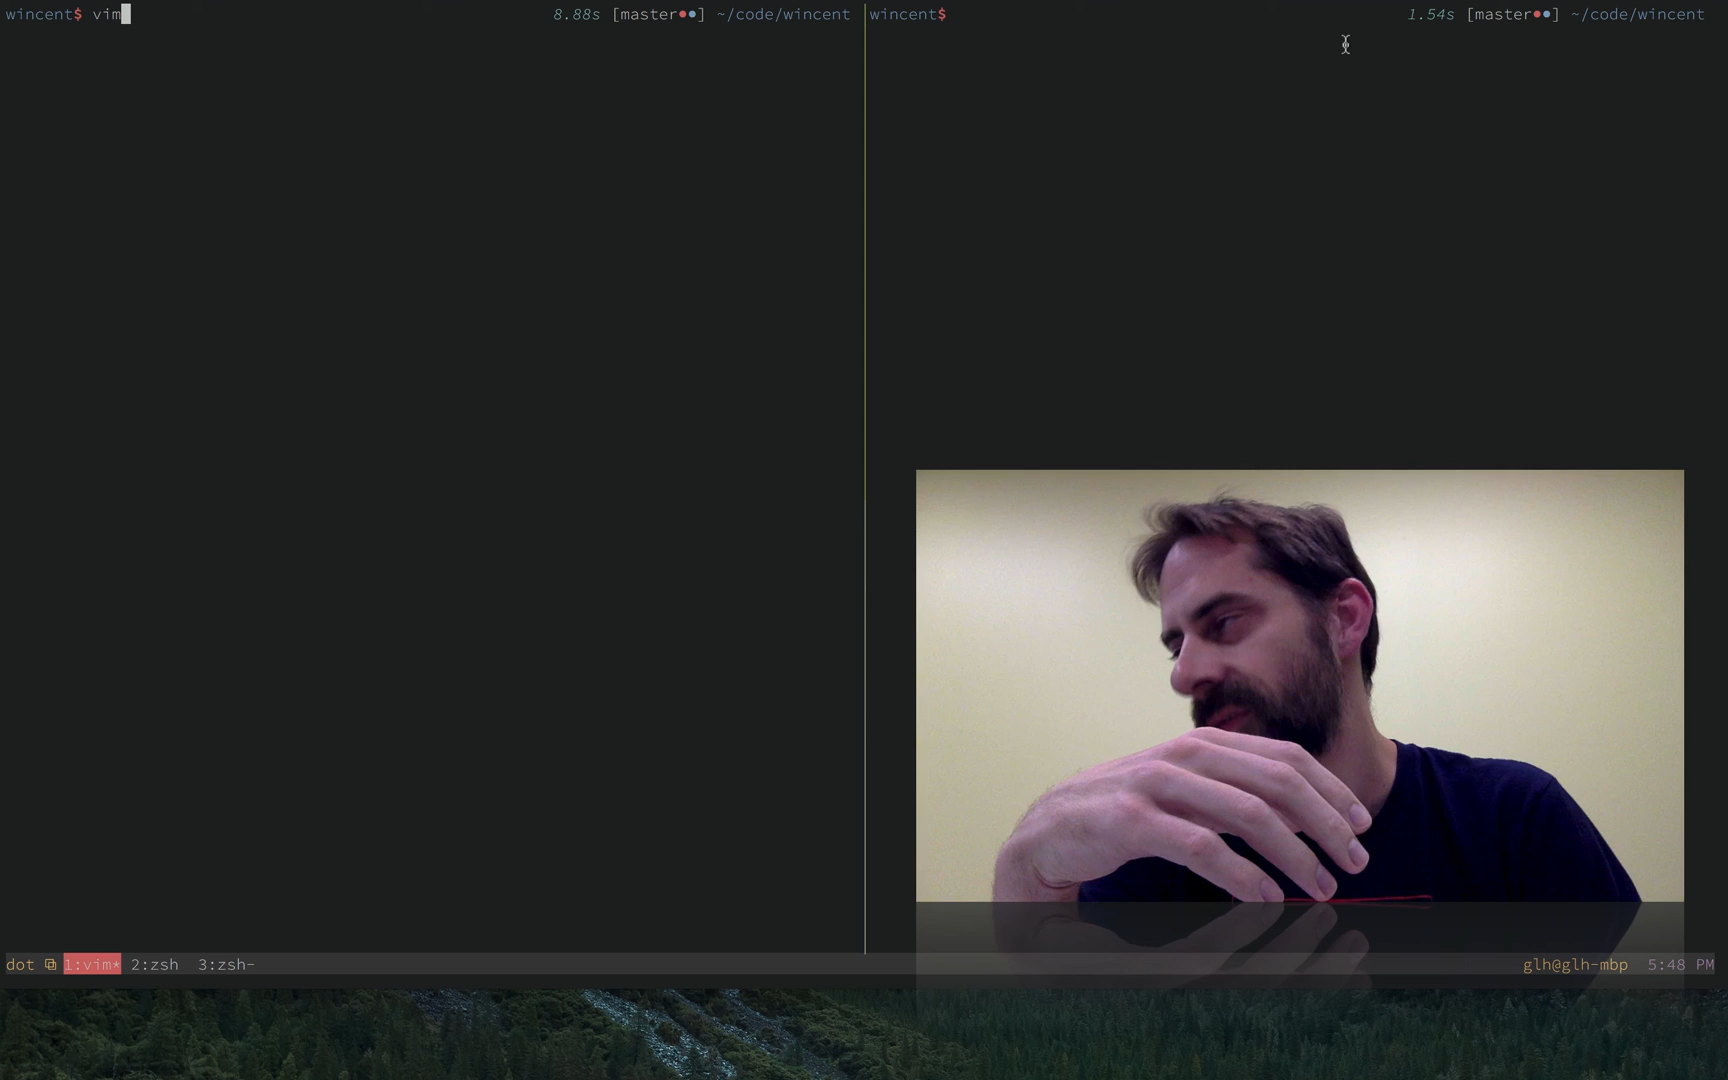 wincent$ vim 8.88s [master••] ~/code/wincent
wincent$ 1.54s [master••] ~/code/wincent
dot 1:vim* 2:zsh 3:zsh- glh@glh-mbp 5:48 PM